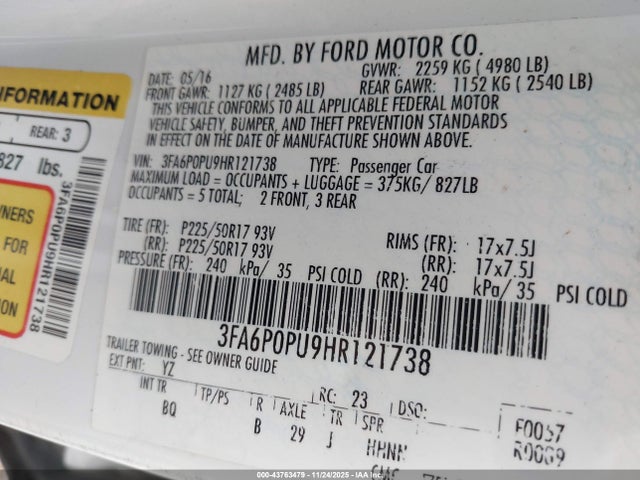 MFD. BY FORD MOTOR CO.
DATE: 05/16 GVWR: 2259 KG ( 4980 LB)
FRONT GAWR: 1127 KG ( 2485 LB) REAR GAWR: 1152 KG ( 2540 LB)
THIS VEHICLE CONFORMS TO ALL APPLICABLE FEDERAL MOTOR
VEHICLE SAFETY, BUMPER, AND THEFT PREVENTION STANDARDS
IN EFFECT ON THE DATE OF MANUFACTURE SHOWN ABOVE.
VIN: 3FA6P0PU9HR121738 TYPE: Passenger Car
MAXIMUM LOAD = OCCUPANTS + LUGGAGE = 375KG/ 827LB
OCCUPANTS = 5 TOTAL; 2 FRONT, 3 REAR
TIRE (FR): P225/50R17 93V RIMS (FR): 17x7.5J
(RR): P225/50R17 93V (RR): 17x7.5J
PRESSURE (FR): 240 kPa/ 35 PSI COLD (RR): 240 kPa/ 35 PSI COLD
3FA6P0PU9HR121738
TRAILER TOWING - SEE OWNER GUIDE
EXT PNT: YZ RC: 23 DSO: F0057
INT TR TP/PS R AXLE TR SPR R0009
BQ B 29 J HHNN
INFORMATION
REAR: 3
827 lbs.
3FA6P0PU9HR121738
WNERS
FOR
AL
ION
000-43763479 — 11/24/2025 — IAA Holdings, LLC